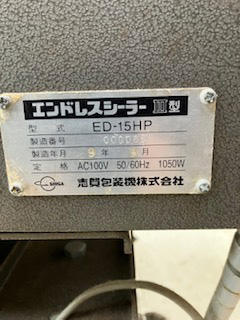 エンドレスシーラー III型
型式 ED-15HP
製造番号
製造年月 9年 月
定格 AC100V 50/60Hz 1050W
SHIGA 志賀包装機株式会社